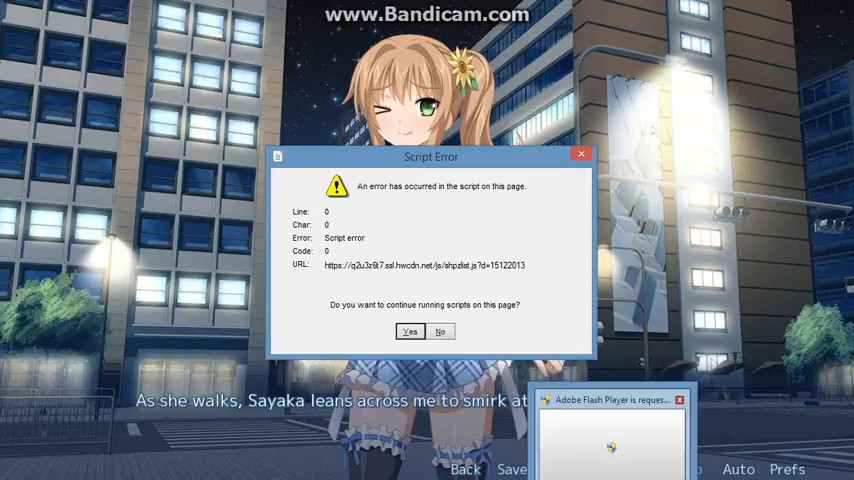 www.Bandicam.com
Script Error
An error has occurred in the script on this page.
Line: 0
Char: 0
Error: Script error
Code: 0
URL: https://q2u3z6t7.ssl.hwcdn.net/js/shpzlist.js?d=15122013
Do you want to continue running scripts on this page?
Yes No
As she walks, Sayaka leans across me to smirk at
Adobe Flash Player is reques...
Back Save Auto Prefs